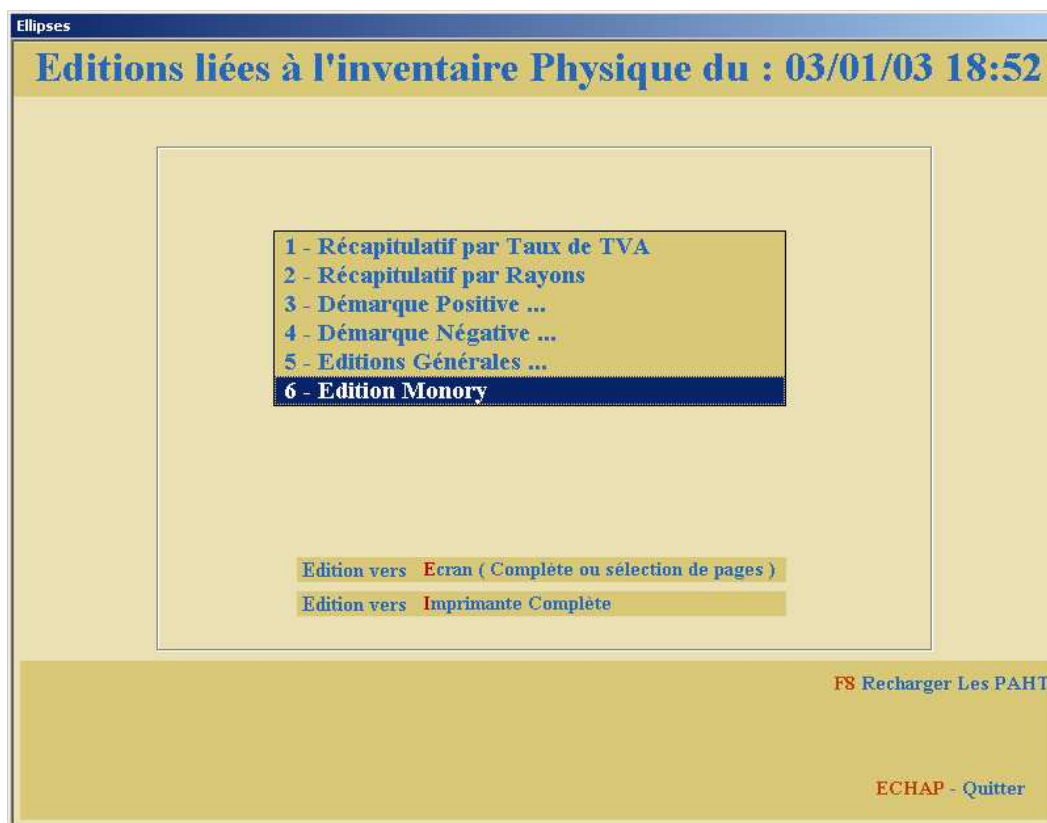 Ellipses
Editions liées à l'inventaire Physique du : 03/01/03 18:52
1 - Récapitulatif par Taux de TVA
2 - Récapitulatif par Rayons
3 - Démarque Positive ...
4 - Démarque Négative ...
5 - Editions Générales ...
6 - Edition Monory
Edition vers Ecran ( Complète ou sélection de pages )
Edition vers Imprimante Complète
F8 Recharger Les PAHT
ECHAP - Quitter